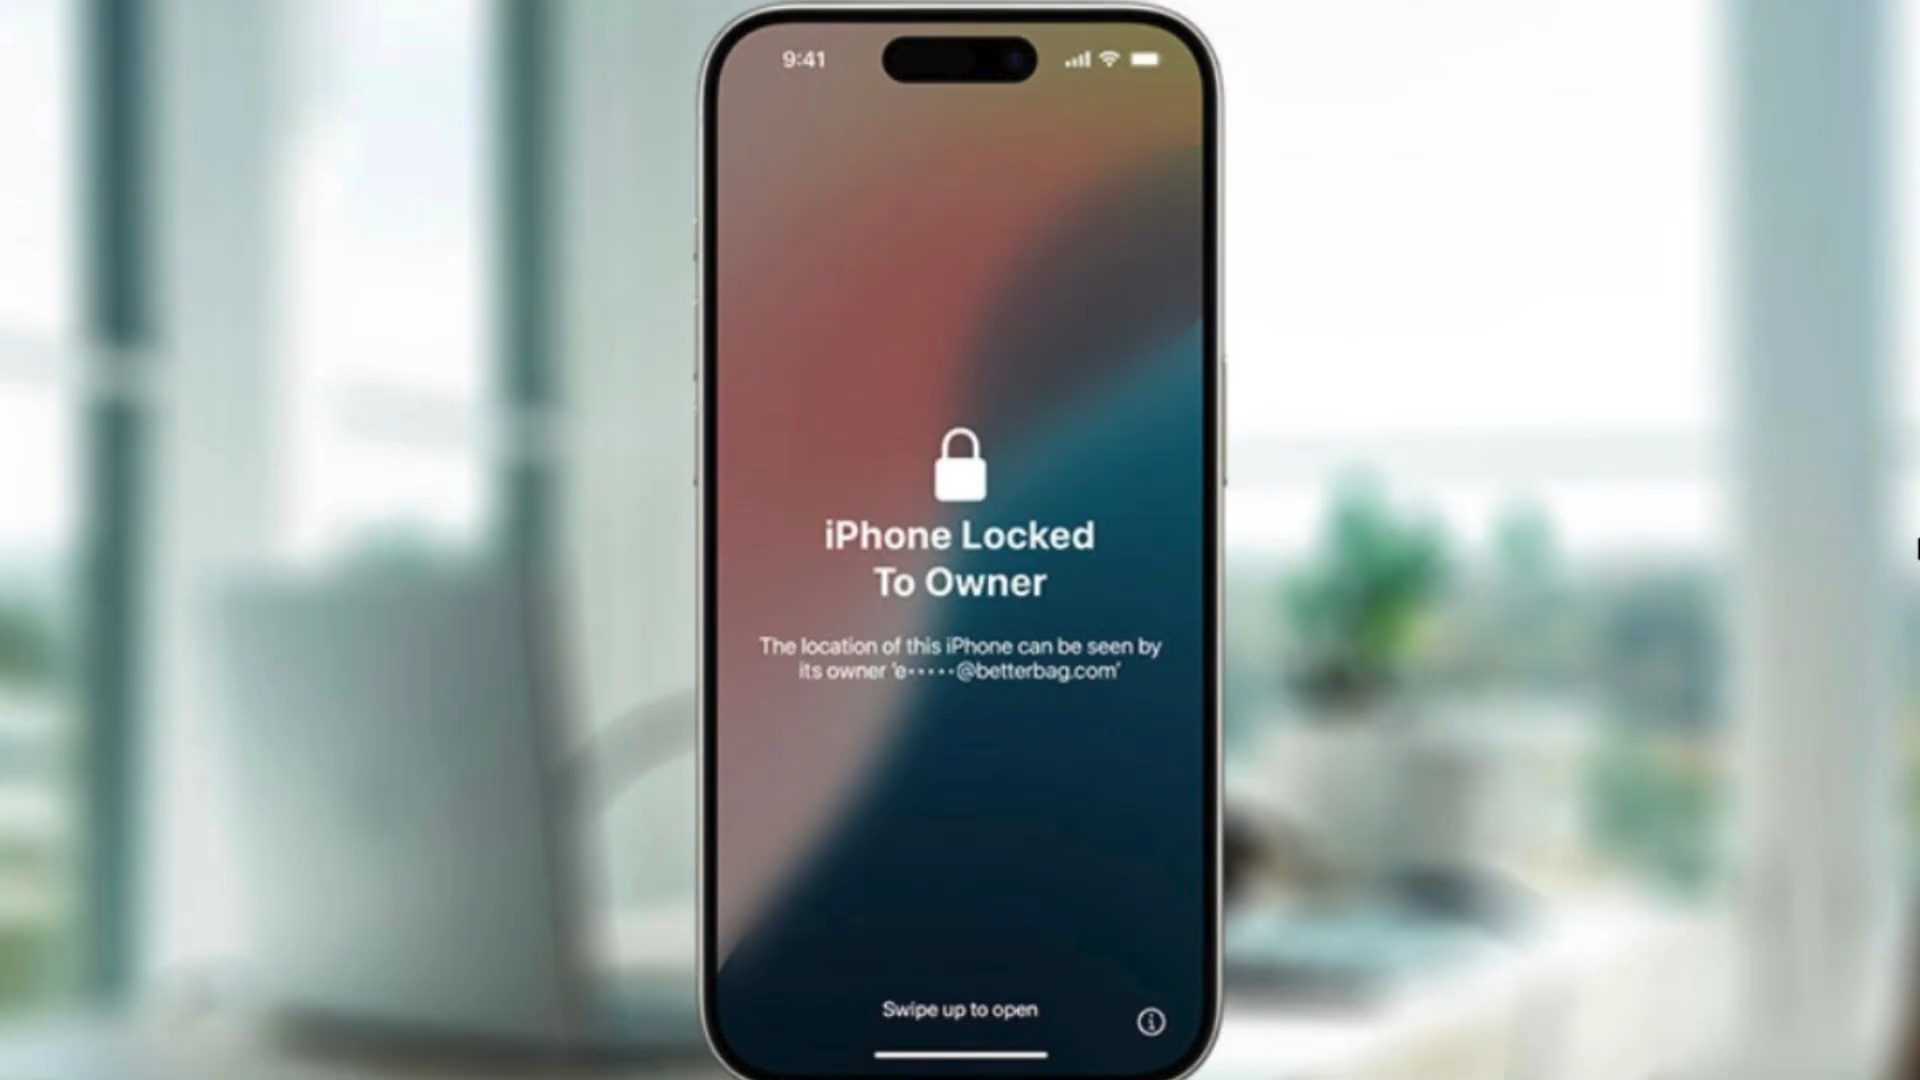 9:41
iPhone Locked
To Owner
The location of this iPhone can be seen by
its owner 'e•••••@betterbag.com'
Swipe up to open